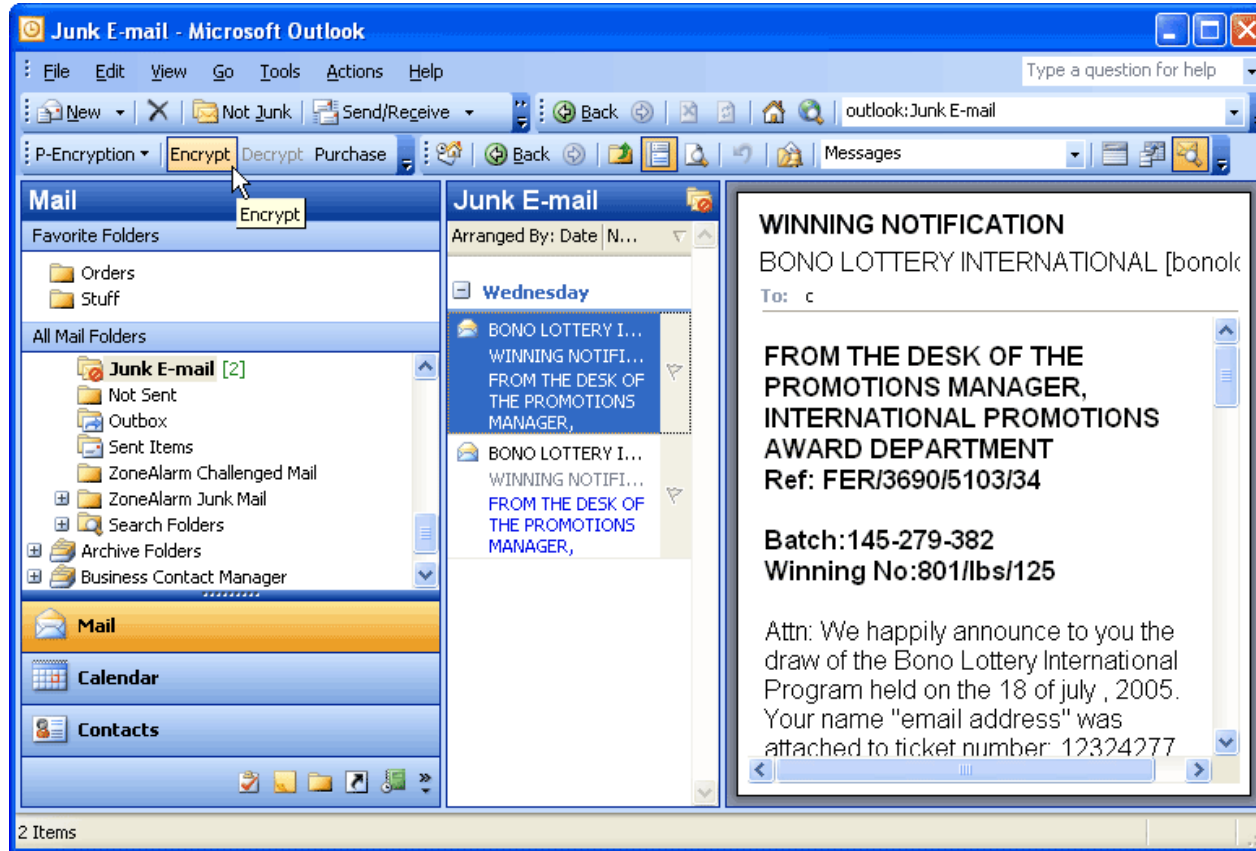 Junk E-mail - Microsoft Outlook
File Edit View Go Tools Actions Help Type a question for help
New Not Junk Send/Receive Back outlook:Junk E-mail
P-Encryption Encrypt Decrypt Purchase Back Messages
Encrypt
Mail
Favorite Folders
Orders
Stuff
All Mail Folders
Junk E-mail [2]
Not Sent
Outbox
Sent Items
ZoneAlarm Challenged Mail
ZoneAlarm Junk Mail
Search Folders
Archive Folders
Business Contact Manager
Mail
Calendar
Contacts
Junk E-mail
Arranged By: Date N...
Wednesday
BONO LOTTERY I...
WINNING NOTIFI...
FROM THE DESK OF
THE PROMOTIONS
MANAGER,
BONO LOTTERY I...
WINNING NOTIFI...
FROM THE DESK OF
THE PROMOTIONS
MANAGER,
WINNING NOTIFICATION
BONO LOTTERY INTERNATIONAL [bonolo
To: c
FROM THE DESK OF THE
PROMOTIONS MANAGER,
INTERNATIONAL PROMOTIONS
AWARD DEPARTMENT
Ref: FER/3690/5103/34
Batch:145-279-382
Winning No:801/lbs/125
Attn: We happily announce to you the
draw of the Bono Lottery International
Program held on the 18 of july , 2005.
Your name "email address" was
attached to ticket number: 12324277
2 Items